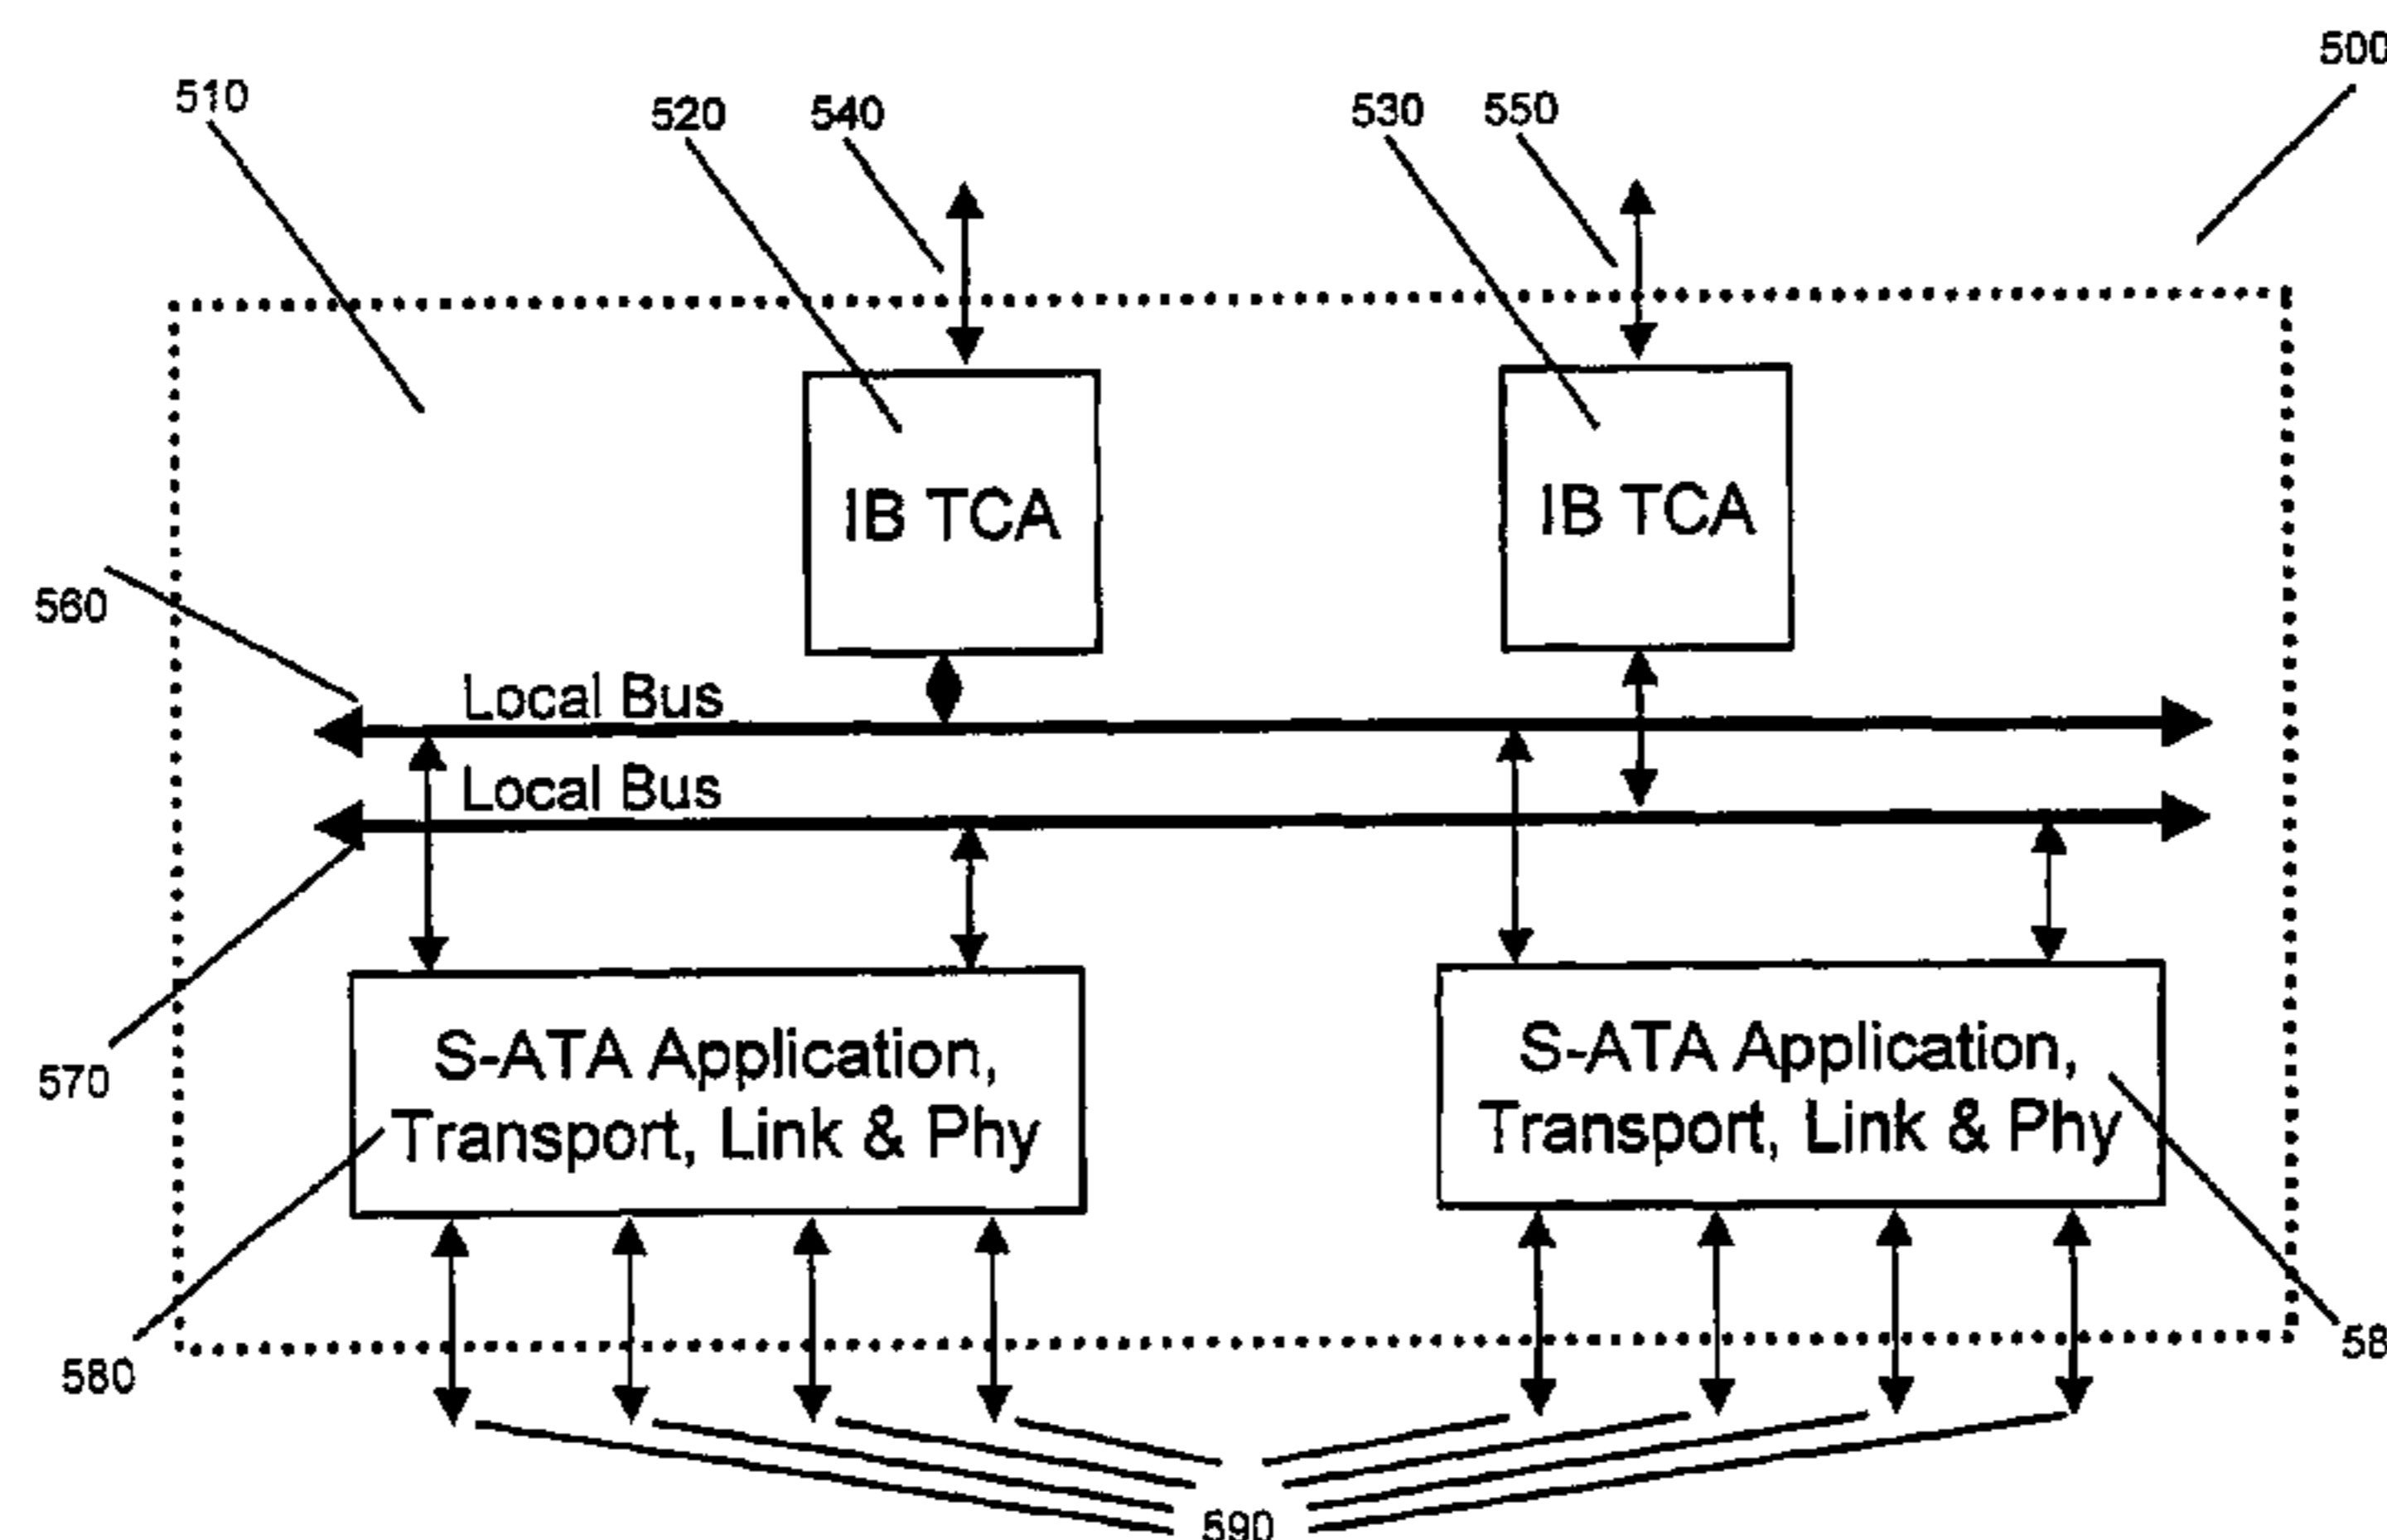 500
510
520
540
530
550
IB TCA
IB TCA
560
Local Bus
Local Bus
570
S-ATA Application,
Transport, Link & Phy
S-ATA Application,
Transport, Link & Phy
580
58
590